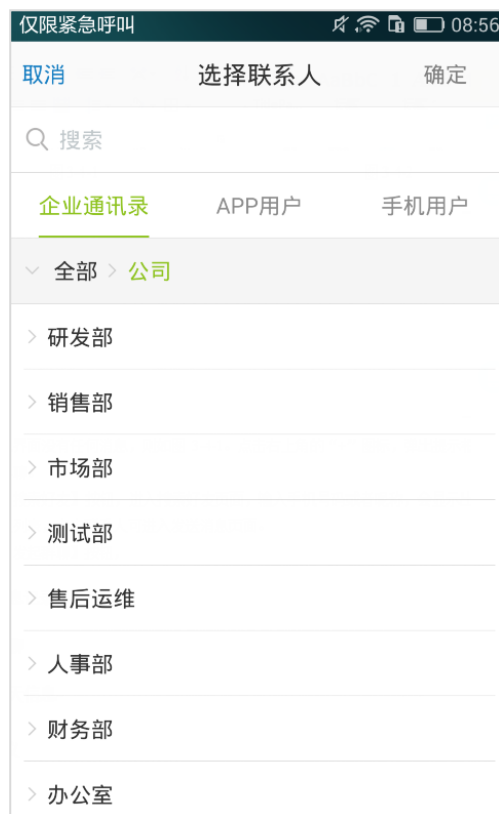 仅限紧急呼叫 08:56
取消 选择联系人 确定
搜索
企业通讯录 APP用户 手机用户
全部 公司
研发部
销售部
市场部
测试部
售后运维
人事部
财务部
办公室